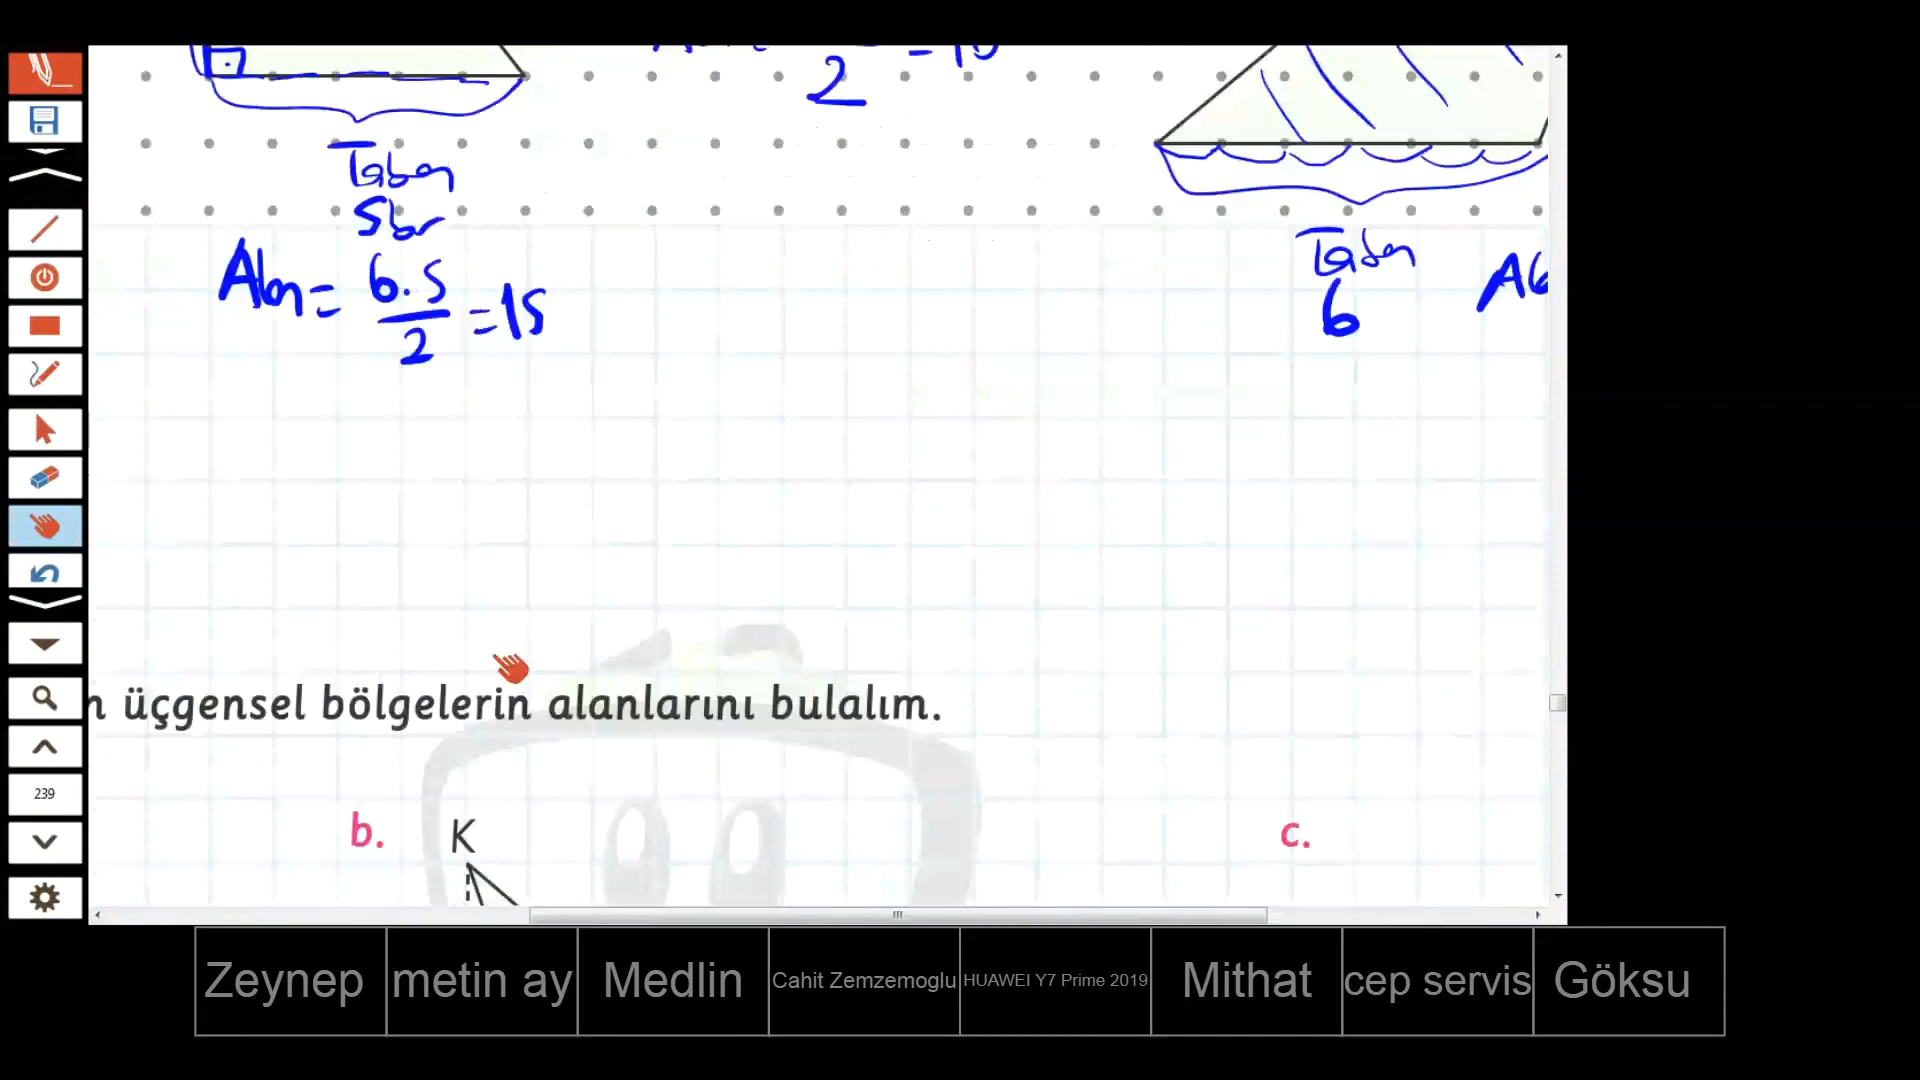 2
Taban
5br
Alan = 6.5 / 2 = 15
Taban
6
n üçgensel bölgelerin alanlarını bulalım.
b.
K
c.
239
Zeynep
metin ay
Medlin
Cahit Zemzemoglu
HUAWEI Y7 Prime 2019
Mithat
cep servis
Göksu